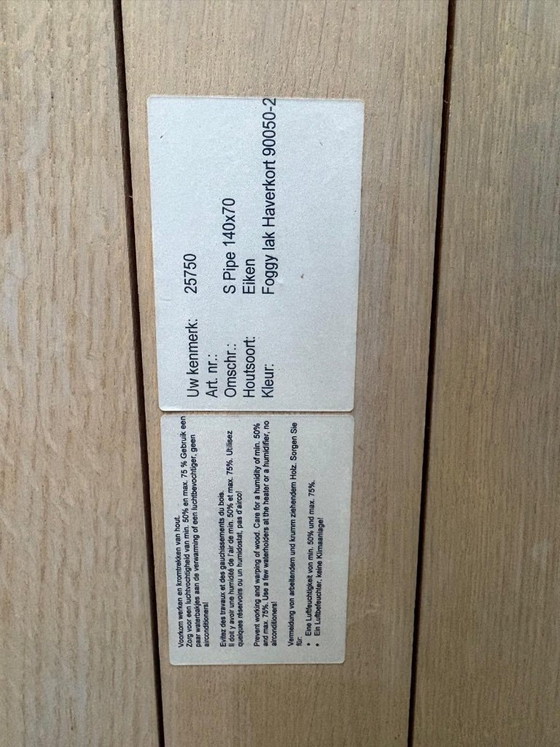 Uw kenmerk: 25750
Art. nr.:
Omschr.: S Pipe 140x70
Houtsoort: Eiken
Kleur: Foggy lak Haverkort 90050-2
Voorkom werken en kromtrekken van hout.
Zorg voor een luchtvochtigheid van min. 50% en max. 75 % Gebruik een
paar waterbakjes aan de verwarming of een luchtbevochtiger, geen
airconditioners!
Evitez des travaux et des gauchissements du bois.
Il doit y avoir une humidité de l'air de min. 50% et max. 75%. Utilisez
quelques réservoirs ou un humidostat, pas d'airco!
Prevent working and warping of wood. Care for a humidity of min. 50%
and max. 75%. Use a few waterholders at the heater or a humidifier, no
airconditioners!
Vermeidung von arbeitendem und krumm ziehendem Holz. Sorgen Sie
für:
• Eine Luftfeuchtigkeit von min. 50% und max. 75%.
• Ein Luftbefeuchter, keine Klimaanlage!